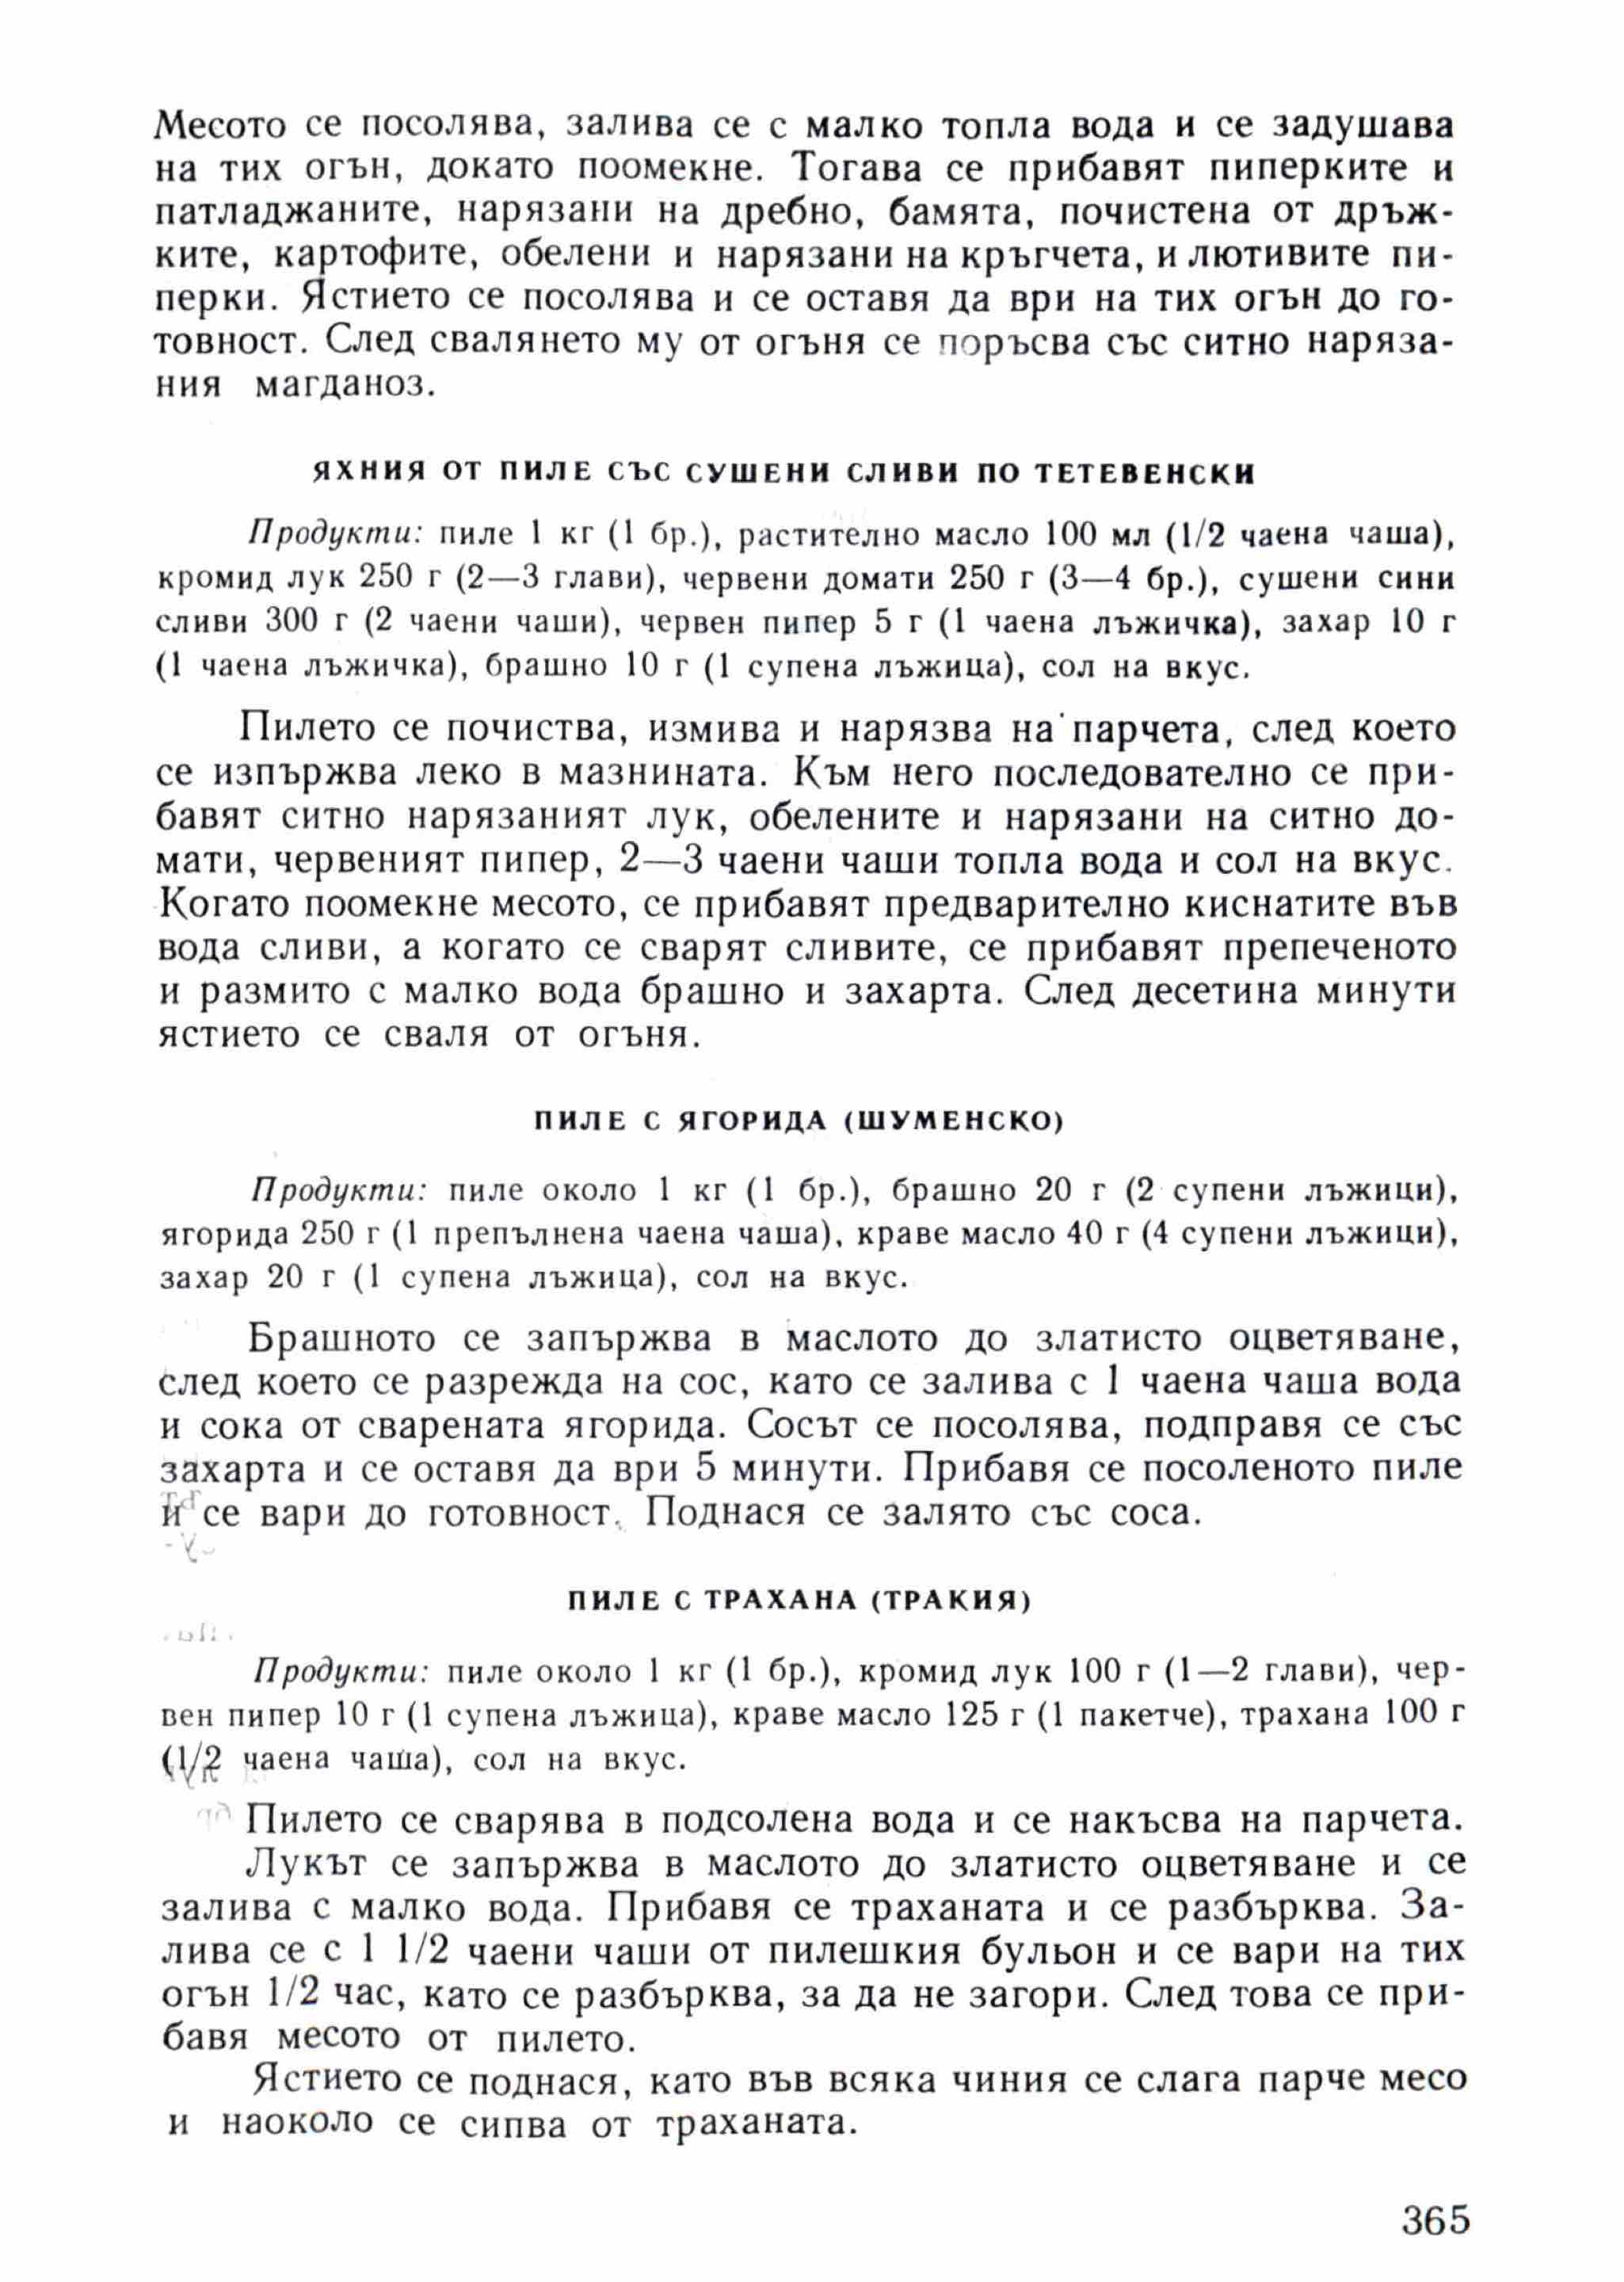 Месото се посолява, залива се с малко топла вода и се задушава
на тих огън, докато поомекне. Тогава се прибавят пиперките и
патладжаните, нарязани на дребно, бамята, почистена от дръж-
ките, картофите, обелени и нарязани на кръгчета, и лютивите пи-
перки. Ястието се посолява и се оставя да ври на тих огън до го-
товност. След свалянето му от огъня се поръсва със ситно наряза-
ния магданоз.
ЯХНИЯ ОТ ПИЛЕ СЪС СУШЕНИ СЛИВИ ПО ТЕТЕВЕНСКИ
Продукти: пиле 1 кг (1 бр.), растително масло 100 мл (1/2 чаена чаша),
кромид лук 250 г (2—3 глави), червени домати 250 г (3—4 бр.), сушени сини
сливи 300 г (2 чаени чаши), червен пипер 5 г (1 чаена лъжичка), захар 10 г
(1 чаена лъжичка), брашно 10 г (1 супена лъжица), сол на вкус.
Пилето се почиства, измива и нарязва на парчета, след което
се изпържва леко в мазнината. Към него последователно се при-
бавят ситно нарязаният лук, обелените и нарязани на ситно до-
мати, червеният пипер, 2—3 чаени чаши топла вода и сол на вкус.
Когато поомекне месото, се прибавят предварително киснатите във
вода сливи, а когато се сварят сливите, се прибавят препеченото
и размито с малко вода брашно и захарта. След десетина минути
ястието се сваля от огъня.
ПИЛЕ С ЯГОРИДА (ШУМЕНСКО)
Продукти: пиле около 1 кг (1 бр.), брашно 20 г (2 супени лъжици),
ягорида 250 г (1 препълнена чаена чаша), краве масло 40 г (4 супени лъжици),
захар 20 г (1 супена лъжица), сол на вкус.
Брашното се запържва в маслото до златисто оцветяване,
след което се разрежда на сос, като се залива с 1 чаена чаша вода
и сока от сварената ягорида. Сосът се посолява, подправя се със
захарта и се оставя да ври 5 минути. Прибавя се посоленото пиле
и се вари до готовност. Поднася се залято със соса.
ПИЛЕ С ТРАХАНА (ТРАКИЯ)
Продукти: пиле около 1 кг (1 бр.), кромид лук 100 г (1—2 глави), чер-
вен пипер 10 г (1 супена лъжица), краве масло 125 г (1 пакетче), трахана 100 г
(1/2 чаена чаша), сол на вкус.
Пилето се сварява в подсолена вода и се накъсва на парчета.
Лукът се запържва в маслото до златисто оцветяване и се
залива с малко вода. Прибавя се траханата и се разбърква. За-
лива се с 1 1/2 чаени чаши от пилешкия бульон и се вари на тих
огън 1/2 час, като се разбърква, за да не загори. След това се при-
бавя месото от пилето.
Ястието се поднася, като във всяка чиния се слага парче месо
и наоколо се сипва от траханата.
365